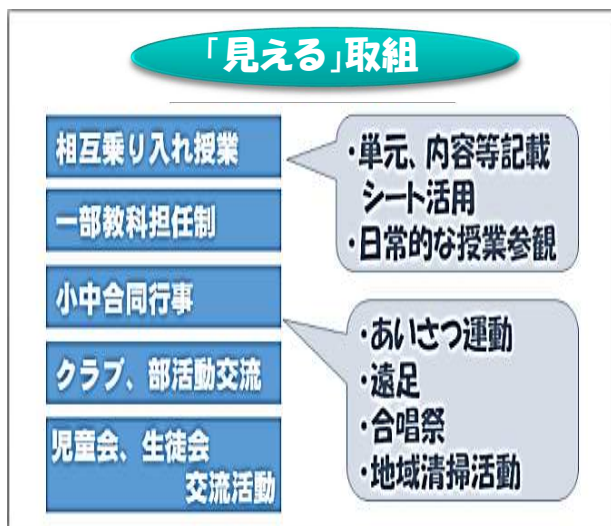 「見える」取組
相互乗り入れ授業
・単元、内容等記載
シート活用
・日常的な授業参観
一部教科担任制
小中合同行事
・あいさつ運動
・遠足
・合唱祭
・地域清掃活動
クラブ、部活動交流
児童会、生徒会
交流活動